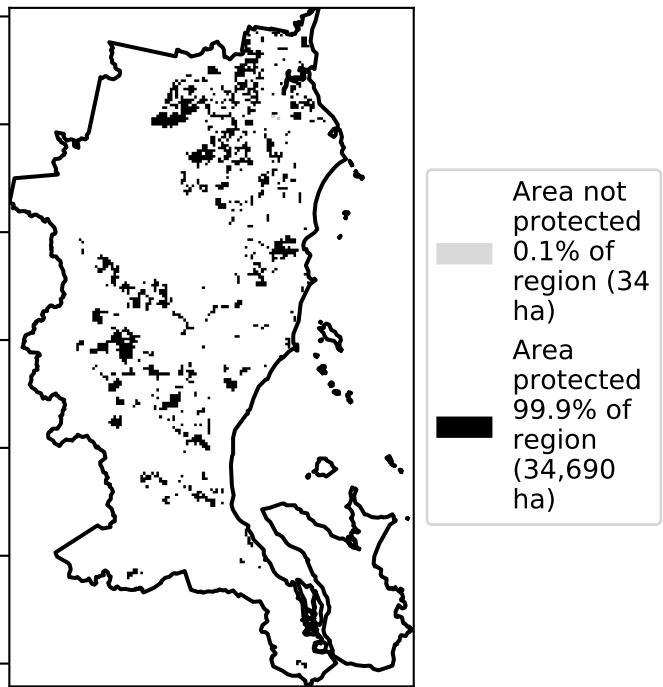 Area not
protected
0.1% of
region (34
ha)
Area
protected
99.9% of
region
(34,690
ha)